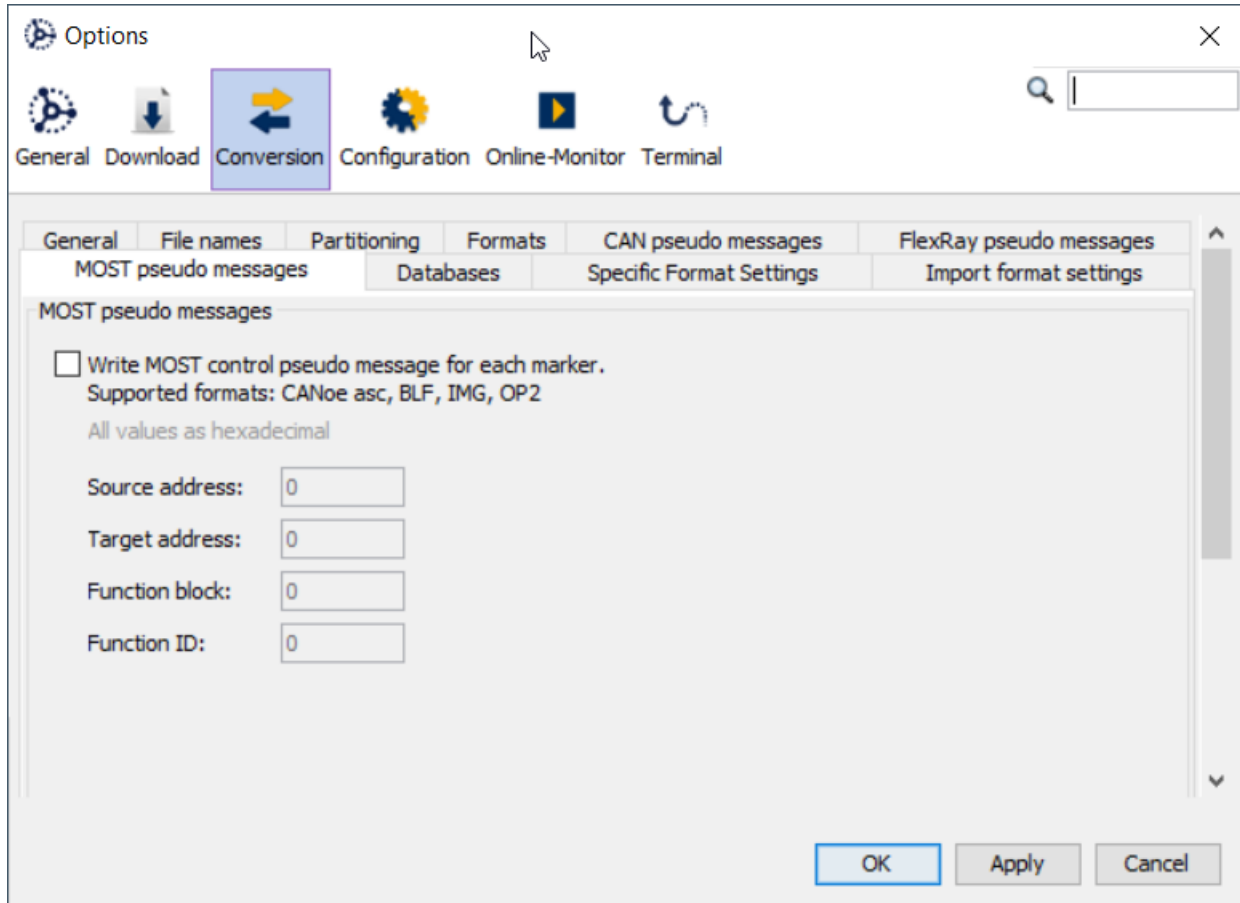 Options
General Download Conversion Configuration Online-Monitor Terminal
General File names Partitioning Formats CAN pseudo messages FlexRay pseudo messages
MOST pseudo messages Databases Specific Format Settings Import format settings
MOST pseudo messages
Write MOST control pseudo message for each marker.
Supported formats: CANoe asc, BLF, IMG, OP2
All values as hexadecimal
Source address: 0
Target address: 0
Function block: 0
Function ID: 0
OK Apply Cancel